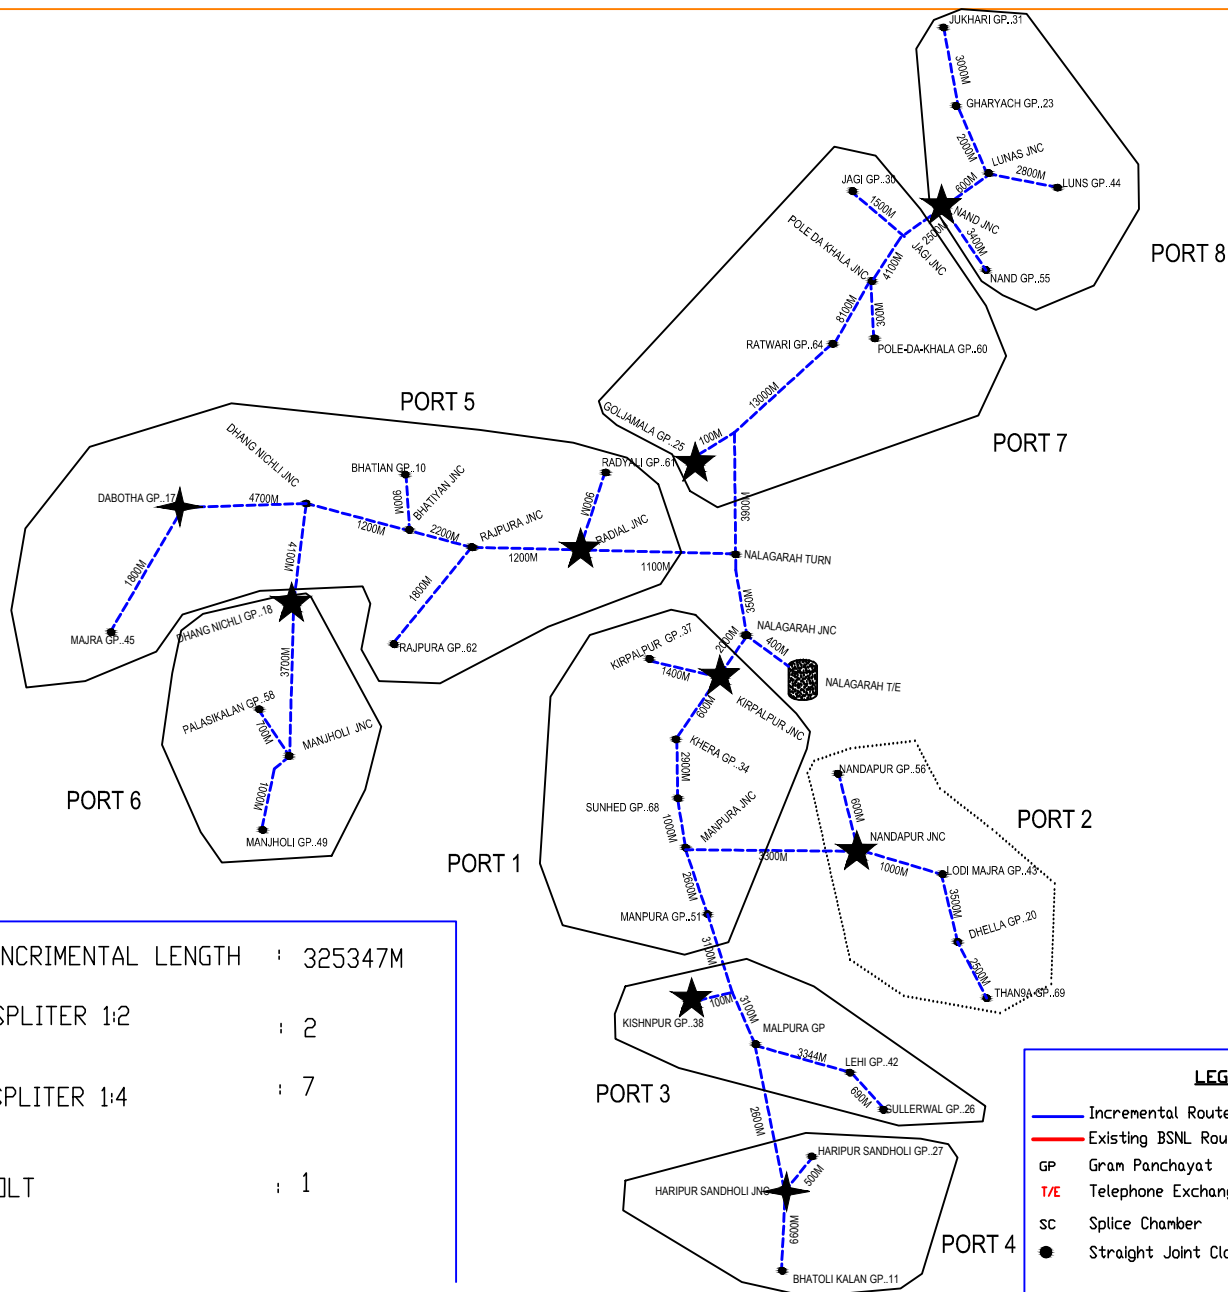 JUKHARI GP..31
3000M
GHARYACH GP..23
2000M
LUNAS JNC
2800M
LUNS GP..44
600M
NAND JNC
3400M
NAND GP..55
2500M
PORT 8
JAGI GP..30
1500M
JAGI JNC
4100M
POLE DA KHALA JNC
300M
POLE-DA-KHALA GP..60
8100M
RATWARI GP..64
13000M
GOLJAMALA GP..25
100M
PORT 7
3900M
PORT 5
DHANG NICHLI JNC
BHATIAN GP..10
900M
BHATIYAN JNC
RADYALI GP..61
900M
RADIAL JNC
DABOTHA GP..17
4700M
1200M
2200M
RAJPURA JNC
1200M
1100M
NALAGARAH TURN
1800M
MAJRA GP..45
4100M
1800M
RAJPURA GP..62
350M
NALAGARAH JNC
400M
NALAGARAH T/E
2000M
DHANG NICHLI GP..18
3700M
PALASIKALAN GP..58
700M
MANJHOLI JNC
1000M
MANJHOLI GP..49
PORT 6
KIRPALPUR GP..37
1400M
KIRPALPUR JNC
600M
KHERA GP..34
2900M
SUNHED GP..68
1000M
MANPURA JNC
PORT 1
3300M
2600M
MANPURA GP..51
NANDAPUR GP..56
600M
NANDAPUR JNC
PORT 2
1000M
LODI MAJRA GP..43
3500M
DHELLA GP..20
2500M
THAN9A GP..69
3100M
100M
KISHNPUR GP..38
3100M
MALPURA GP
3344M
LEHI GP..42
690M
GULLERWAL GP..26
PORT 3
2600M
HARIPUR SANDHOLI GP..27
500M
HARIPUR SANDHOLI JNC
6600M
BHATOLI KALAN GP..11
PORT 4
NCRIMENTAL LENGTH : 325347M
SPLITER 1:2 : 2
SPLITER 1:4 : 7
OLT : 1
LEG
Incremental Route
Existing BSNL Rou
GP Gram Panchayat
T/E Telephone Exchang
SC Splice Chamber
Straight Joint Clo